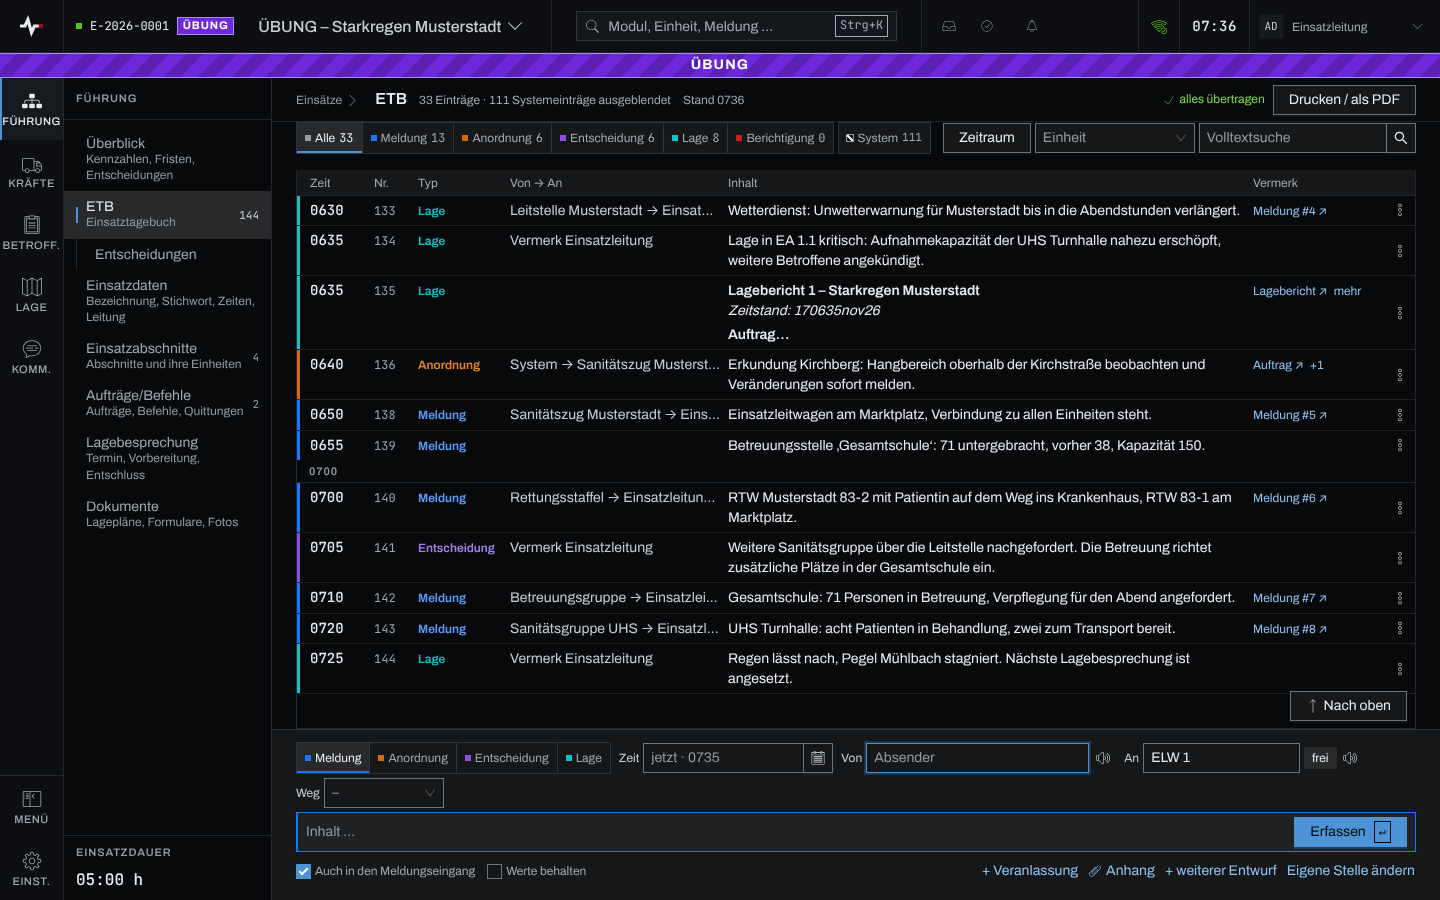 E-2026-0001 ÜBUNG ÜBUNG – Starkregen Musterstadt Modul, Einheit, Meldung ... Strg+K 07:36 AD Einsatzleitung
ÜBUNG
FÜHRUNG
KRÄFTE
BETROFF.
LAGE
KOMM.
MENÜ
EINST.
FÜHRUNG
Überblick
Kennzahlen, Fristen,
Entscheidungen
ETB
Einsatztagebuch 144
Entscheidungen
Einsatzdaten
Bezeichnung, Stichwort, Zeiten,
Leitung
Einsatzabschnitte
Abschnitte und ihre Einheiten 4
Aufträge/Befehle
Aufträge, Befehle, Quittungen 2
Lagebesprechung
Termin, Vorbereitung,
Entschluss
Dokumente
Lagepläne, Formulare, Fotos
EINSATZDAUER
05:00 h
Einsätze ETB 33 Einträge · 111 Systemeinträge ausgeblendet Stand 0736 alles übertragen Drucken / als PDF
Alle 33 Meldung 13 Anordnung 6 Entscheidung 6 Lage 8 Berichtigung 0 System 111 Zeitraum Einheit Volltextsuche
Zeit Nr. Typ Von → An Inhalt Vermerk
0630 133 Lage Leitstelle Musterstadt → Einsat... Wetterdienst: Unwetterwarnung für Musterstadt bis in die Abendstunden verlängert. Meldung #4 ↗
0635 134 Lage Vermerk Einsatzleitung Lage in EA 1.1 kritisch: Aufnahmekapazität der UHS Turnhalle nahezu erschöpft,
weitere Betroffene angekündigt.
0635 135 Lage Lagebericht 1 – Starkregen Musterstadt Lagebericht ↗ mehr
Zeitstand: 170635nov26
Auftrag...
0640 136 Anordnung System → Sanitätszug Musterst... Erkundung Kirchberg: Hangbereich oberhalb der Kirchstraße beobachten und Auftrag ↗ +1
Veränderungen sofort melden.
0650 138 Meldung Sanitätszug Musterstadt → Eins... Einsatzleitwagen am Marktplatz, Verbindung zu allen Einheiten steht. Meldung #5 ↗
0655 139 Meldung Betreuungsstelle ‚Gesamtschule‘: 71 untergebracht, vorher 38, Kapazität 150.
0700
0700 140 Meldung Rettungsstaffel → Einsatzleitun... RTW Musterstadt 83-2 mit Patientin auf dem Weg ins Krankenhaus, RTW 83-1 am Meldung #6 ↗
Marktplatz.
0705 141 Entscheidung Vermerk Einsatzleitung Weitere Sanitätsgruppe über die Leitstelle nachgefordert. Die Betreuung richtet
zusätzliche Plätze in der Gesamtschule ein.
0710 142 Meldung Betreuungsgruppe → Einsatzlei... Gesamtschule: 71 Personen in Betreuung, Verpflegung für den Abend angefordert. Meldung #7 ↗
0720 143 Meldung Sanitätsgruppe UHS → Einsatzl... UHS Turnhalle: acht Patienten in Behandlung, zwei zum Transport bereit. Meldung #8 ↗
0725 144 Lage Vermerk Einsatzleitung Regen lässt nach, Pegel Mühlbach stagniert. Nächste Lagebesprechung ist
angesetzt.
↑ Nach oben
Meldung Anordnung Entscheidung Lage Zeit jetzt · 0735 Von Absender An ELW 1 frei
Weg –
Inhalt ... Erfassen ↵
Auch in den Meldungseingang Werte behalten + Veranlassung Anhang + weiterer Entwurf Eigene Stelle ändern